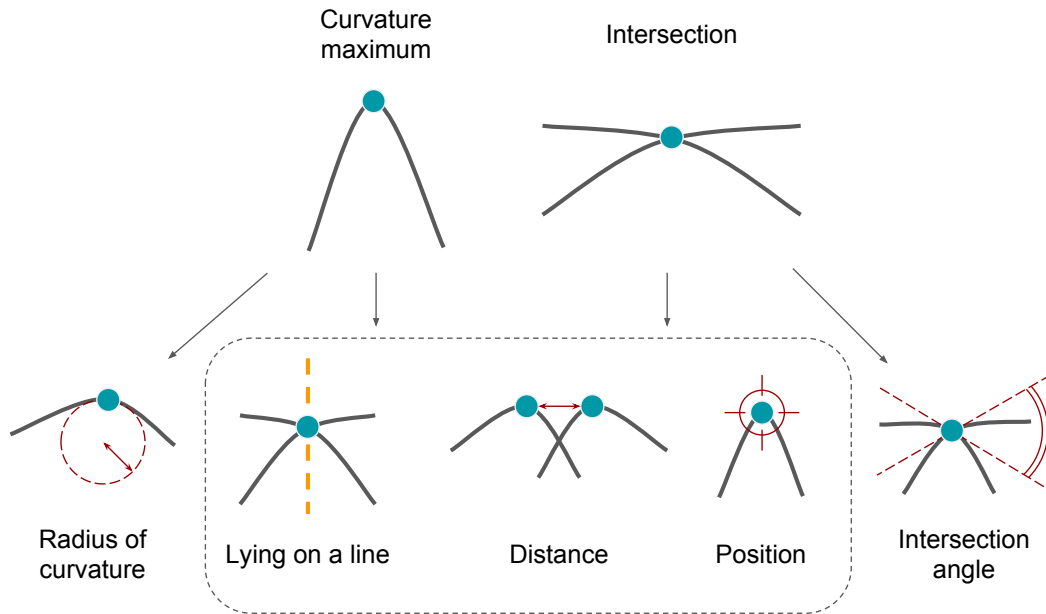 Curvature
maximum
Intersection
Radius of
curvature
Lying on a line
Distance
Position
Intersection
angle